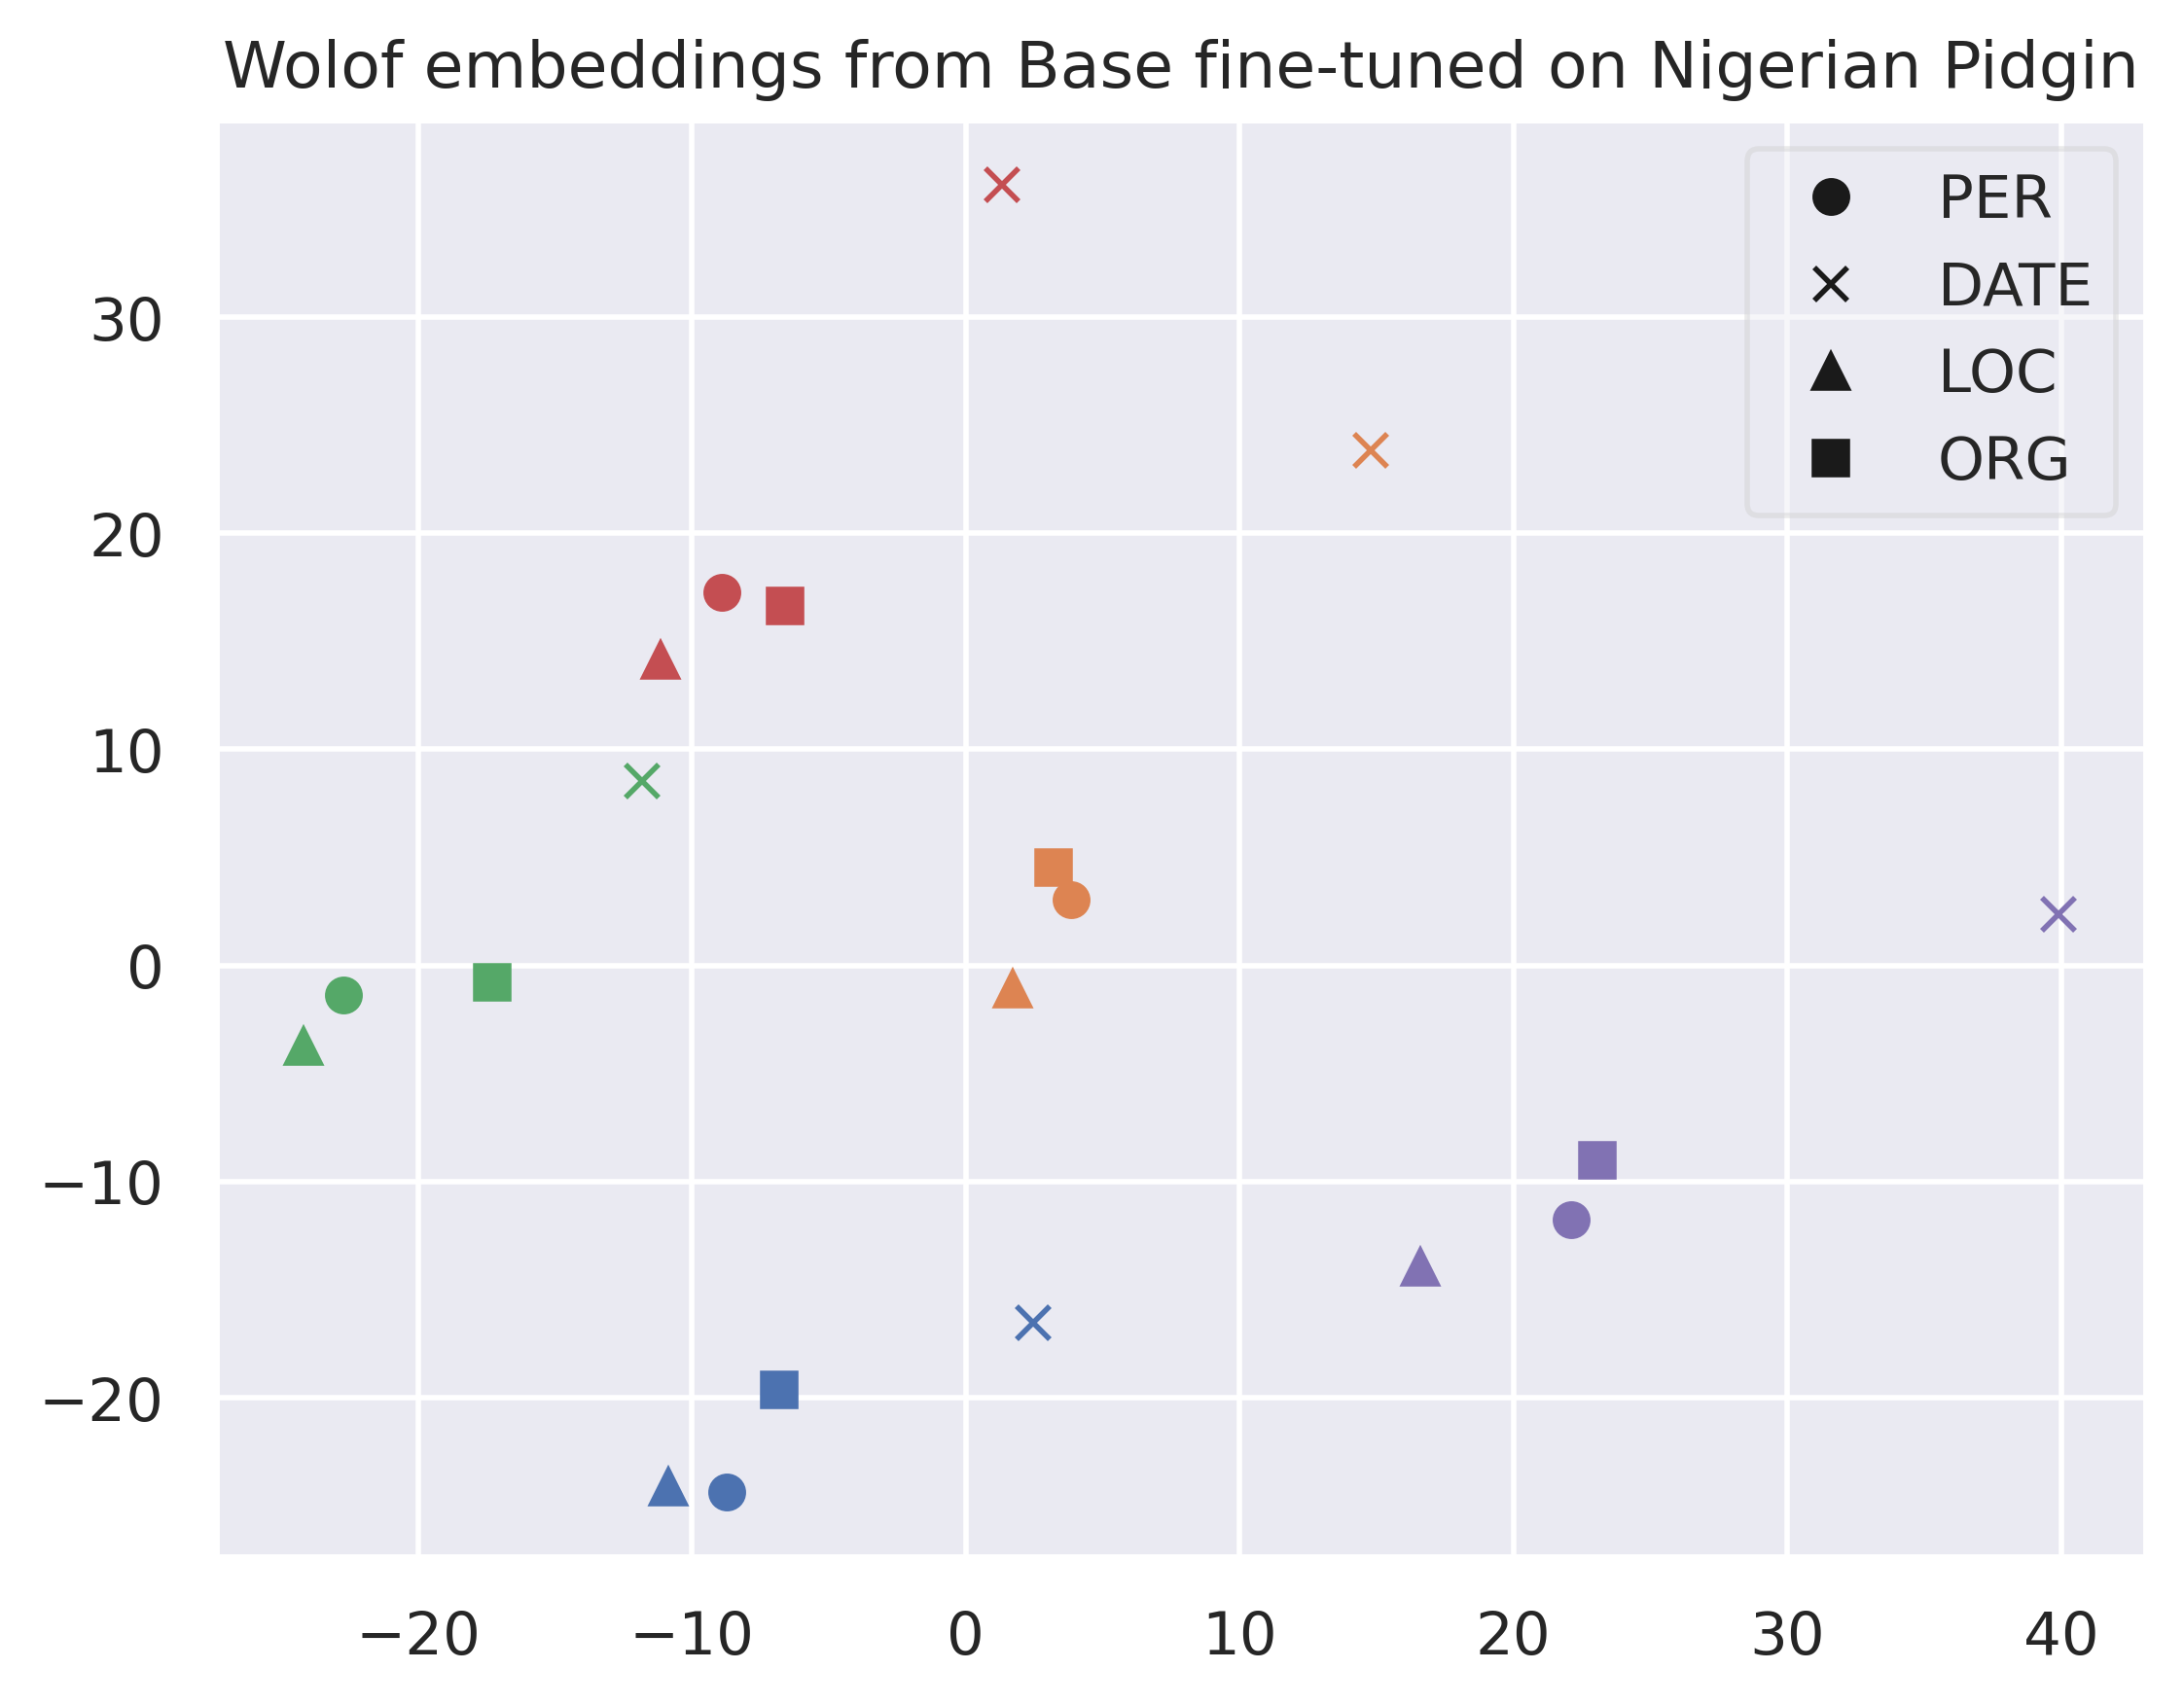 Wolof embeddings from Base fine-tuned on Nigerian Pidgin
PER
DATE
LOC
ORG
30
20
10
0
−10
−20
−20 −10 0 10 20 30 40